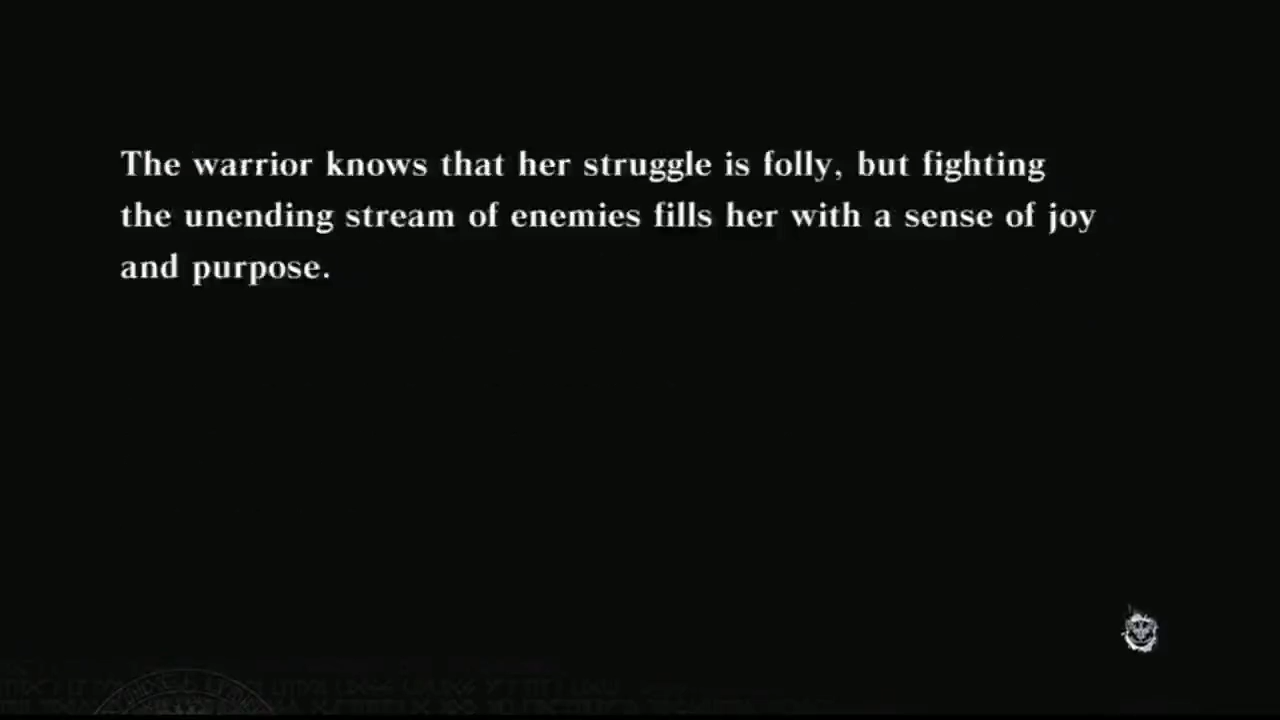 The warrior knows that her struggle is folly, but fighting
the unending stream of enemies fills her with a sense of joy
and purpose.